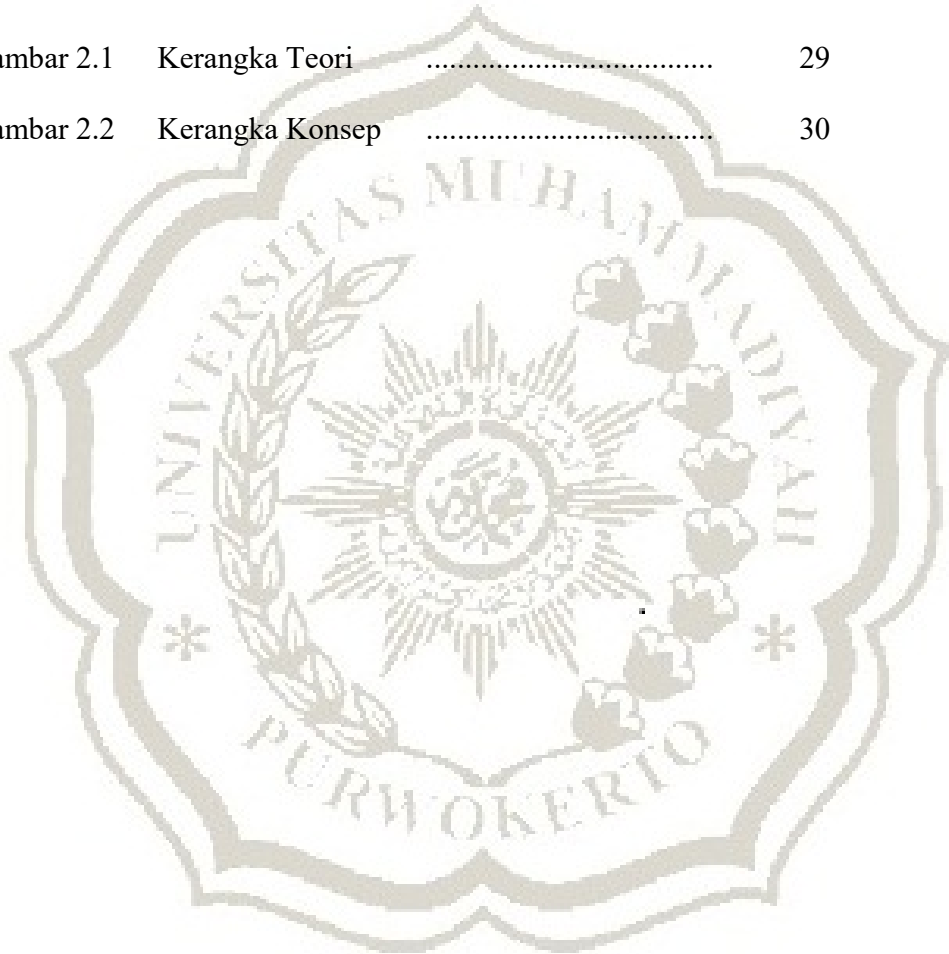 ambar 2.1 Kerangka Teori ..................................... 29
ambar 2.2 Kerangka Konsep ..................................... 30
UNIVERSITAS MUHAMMADIYAH
PURWOKERTO